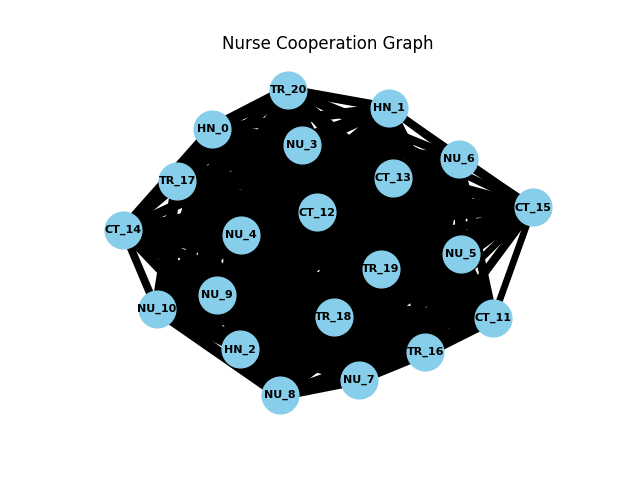 Nurse Cooperation Graph
TR_20
HN_1
HN_0
NU_3
NU_6
CT_13
TR_17
CT_15
CT_12
CT_14
NU_4
NU_5
TR_19
NU_9
NU_10
TR_18
CT_11
HN_2
TR_16
NU_7
NU_8